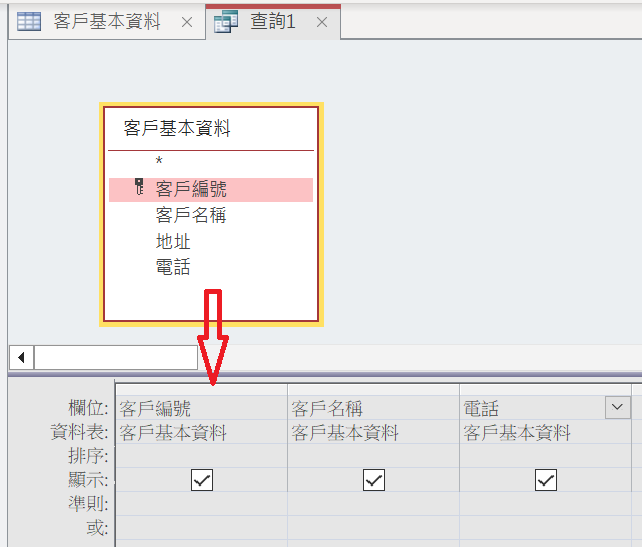 客戶基本資料 查詢1
客戶基本資料
*
客戶編號
客戶名稱
地址
電話
欄位: 客戶編號 客戶名稱 電話
資料表: 客戶基本資料 客戶基本資料 客戶基本資料
排序:
顯示:
準則:
或: